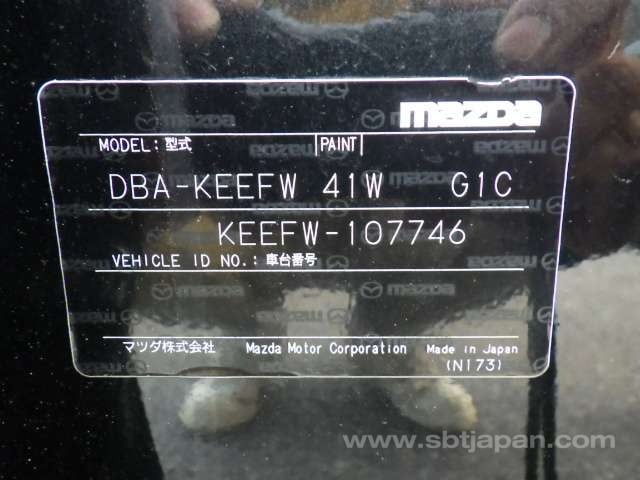 mazda
MODEL: 型式 PAINT
DBA-KEEFW 41W G1C
KEEFW-107746
VEHICLE ID NO.: 車台番号
マツダ株式会社 Mazda Motor Corporation Made in Japan
(N173)
www.sbtjapan.com